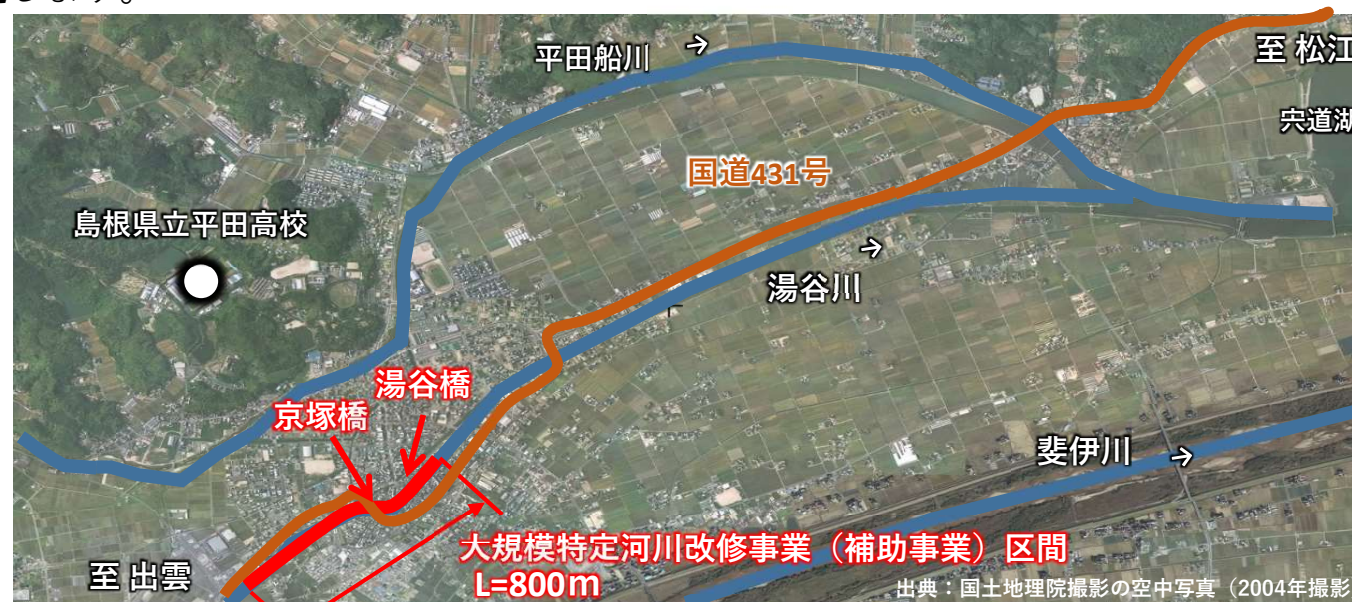 します。
平田船川 →
至 松江
宍道湖
国道431号
島根県立平田高校
湯谷川 →
湯谷橋
京塚橋
斐伊川 →
大規模特定河川改修事業（補助事業）区間
L=800m
至 出雲
出典：国土地理院撮影の空中写真（2004年撮影